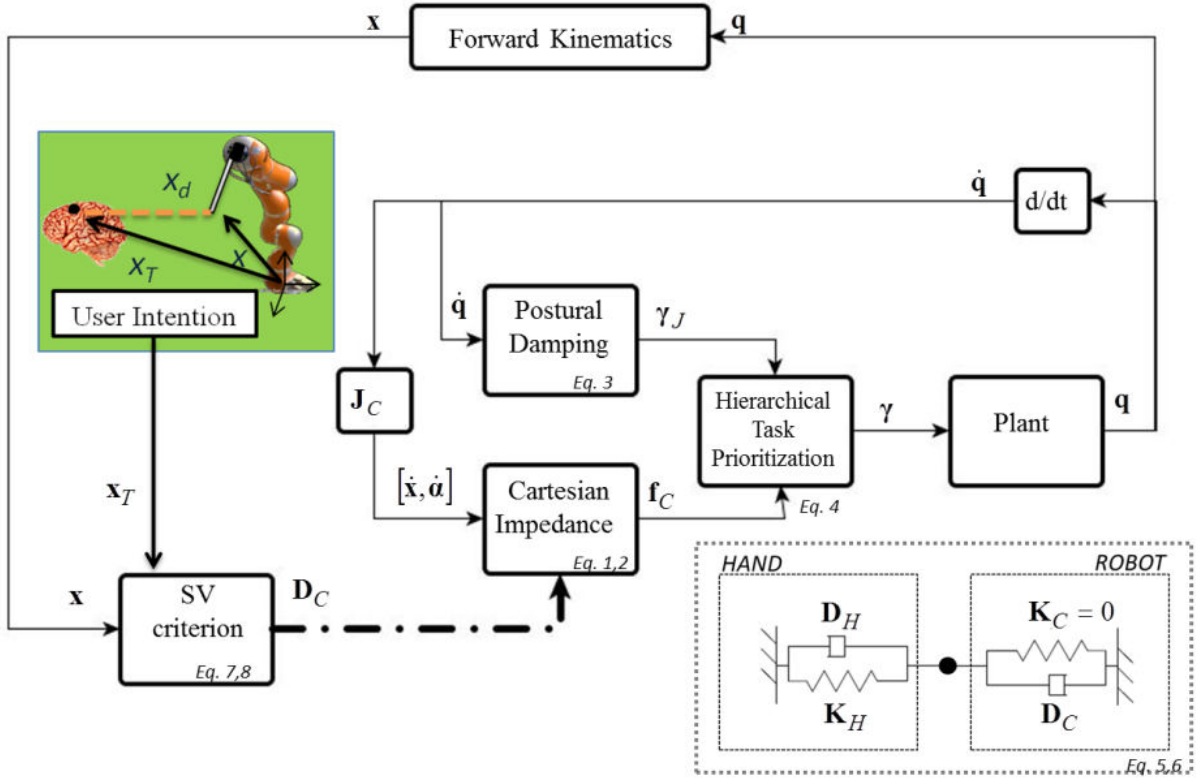 x
Forward Kinematics
q
x_d
x_T
x
User Intention
q̇
d/dt
q̇
Postural
Damping
Eq. 3
γ_J
J_C
Hierarchical
Task
Prioritization
Eq. 4
γ
Plant
q
[ẋ, α̇]
Cartesian
Impedance
Eq. 1,2
f_C
x_T
x
SV
criterion
Eq. 7,8
D_C
HAND
ROBOT
D_H
K_H
K_C = 0
D_C
Eq. 5,6